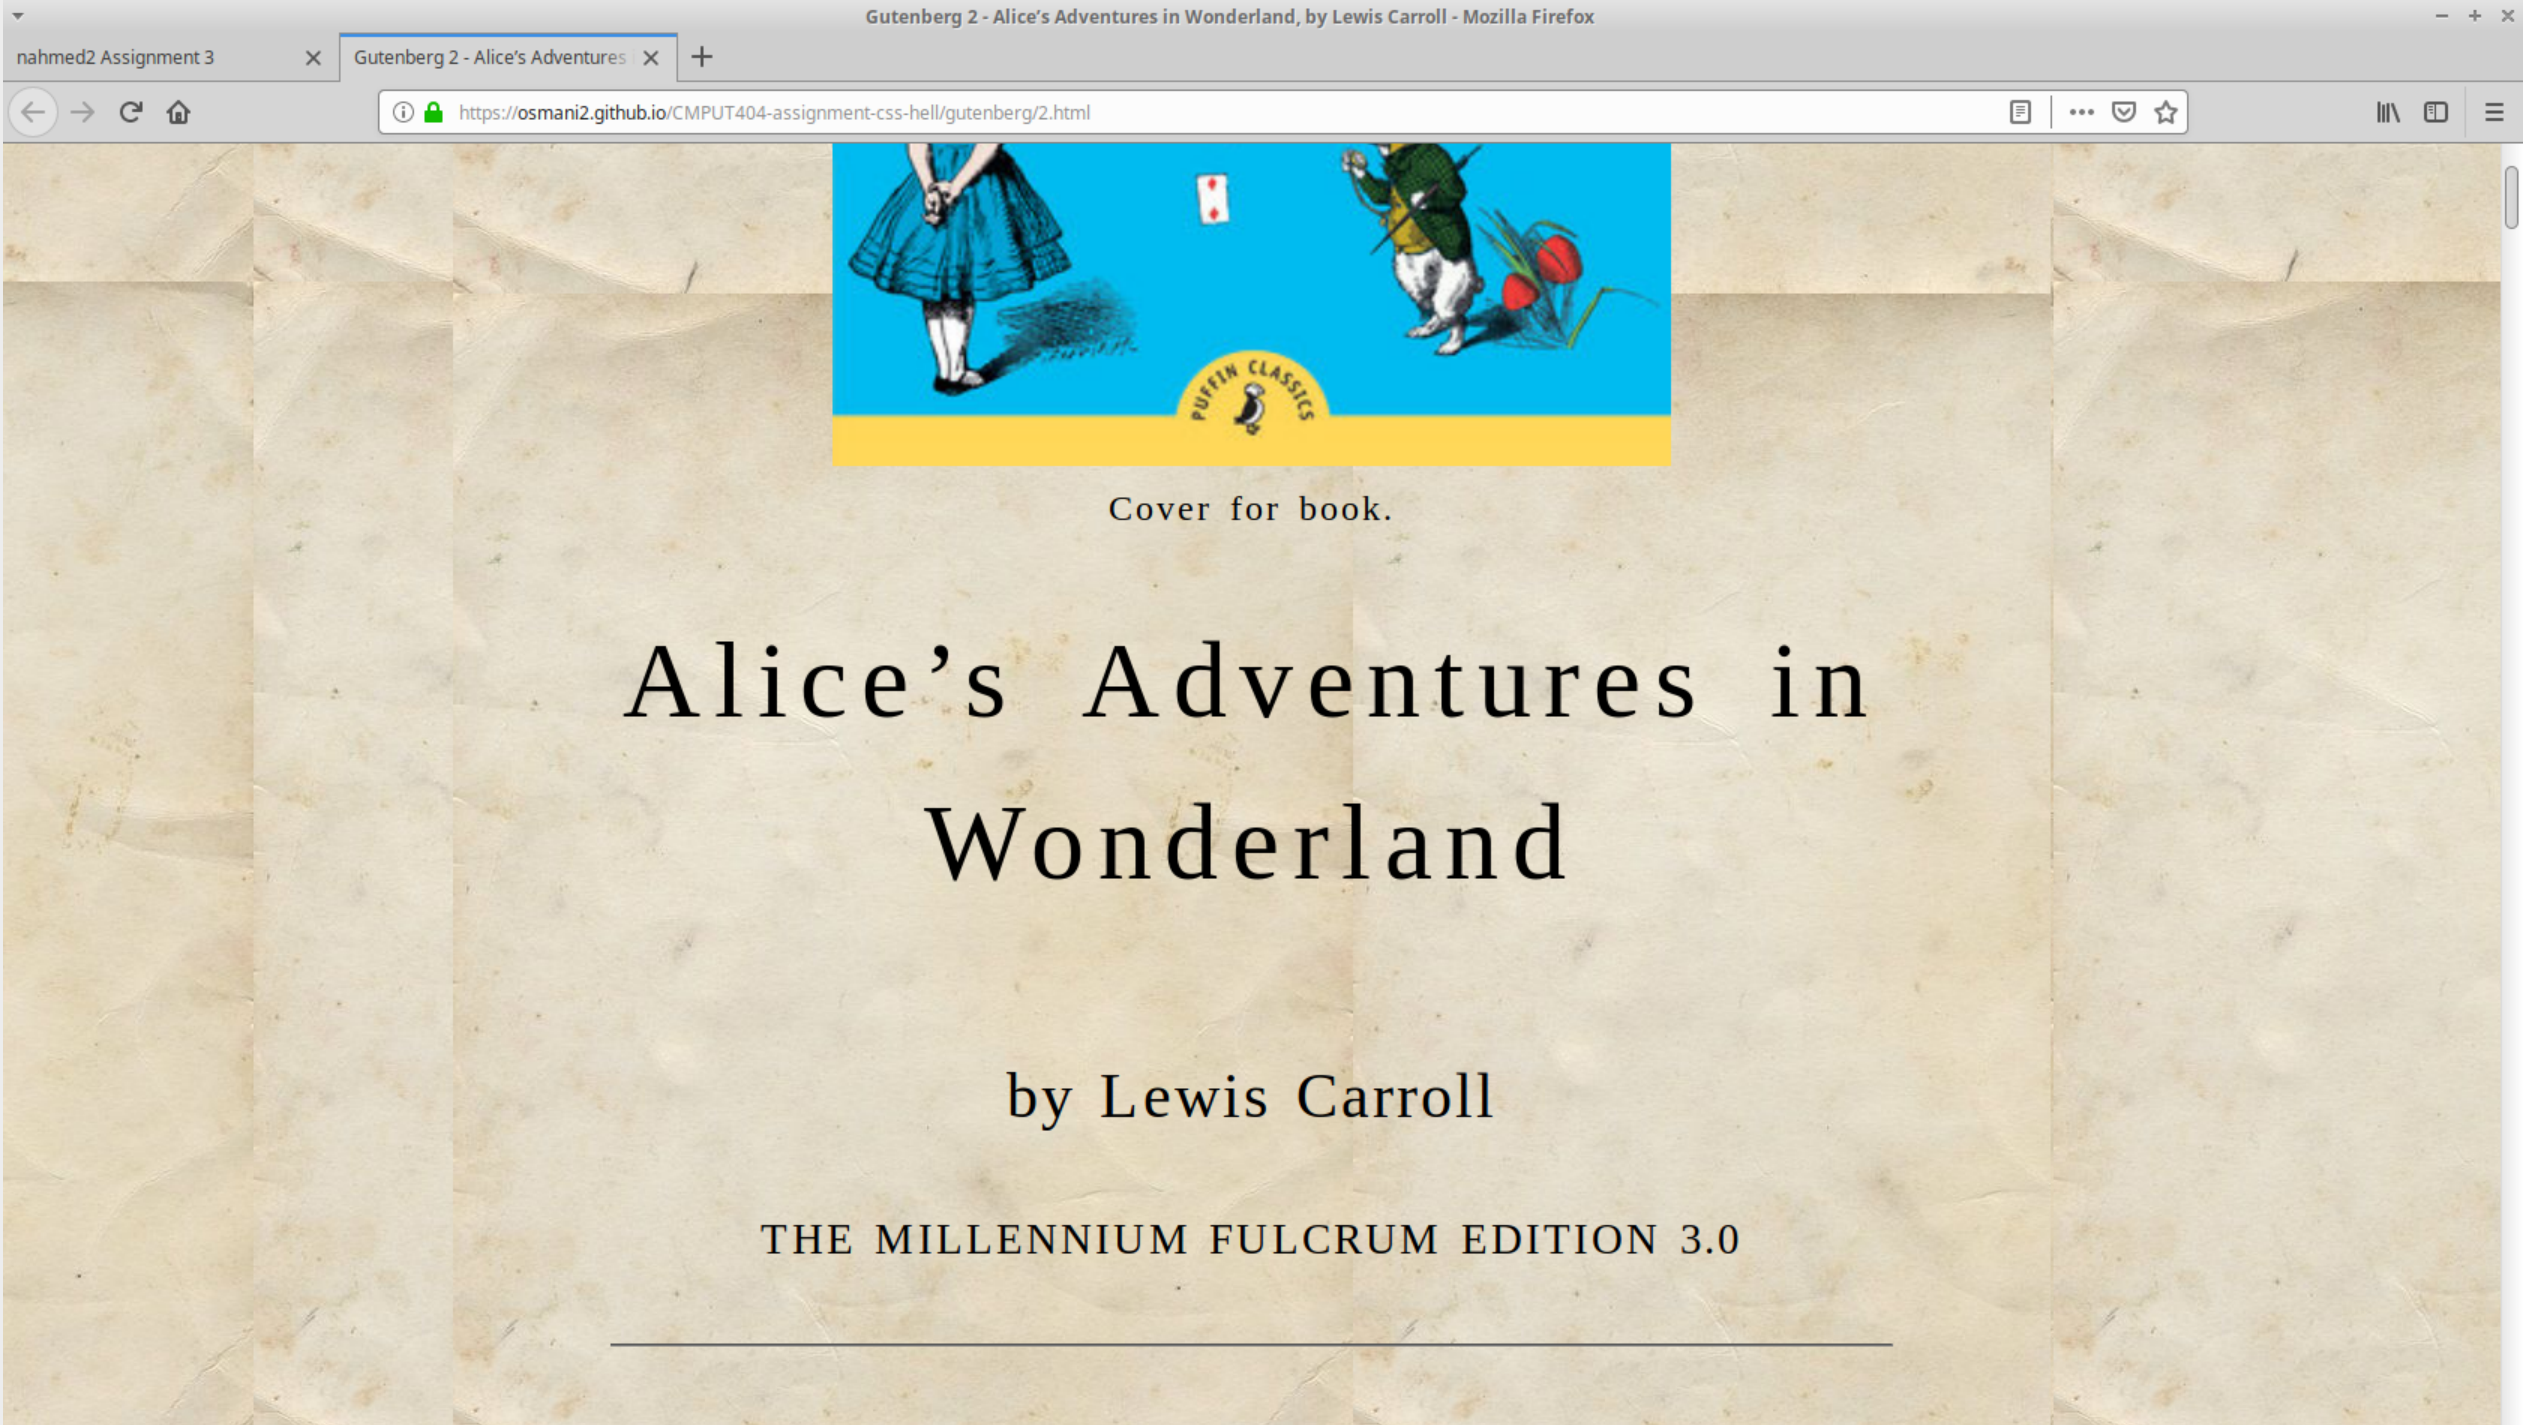 Gutenberg 2 - Alice’s Adventures in Wonderland, by Lewis Carroll - Mozilla Firefox
nahmed2 Assignment 3
Gutenberg 2 - Alice’s Adventures
https://osmani2.github.io/CMPUT404-assignment-css-hell/gutenberg/2.html
PUFFIN CLASSICS
Cover for book.
Alice’s Adventures in
Wonderland
by Lewis Carroll
THE MILLENNIUM FULCRUM EDITION 3.0